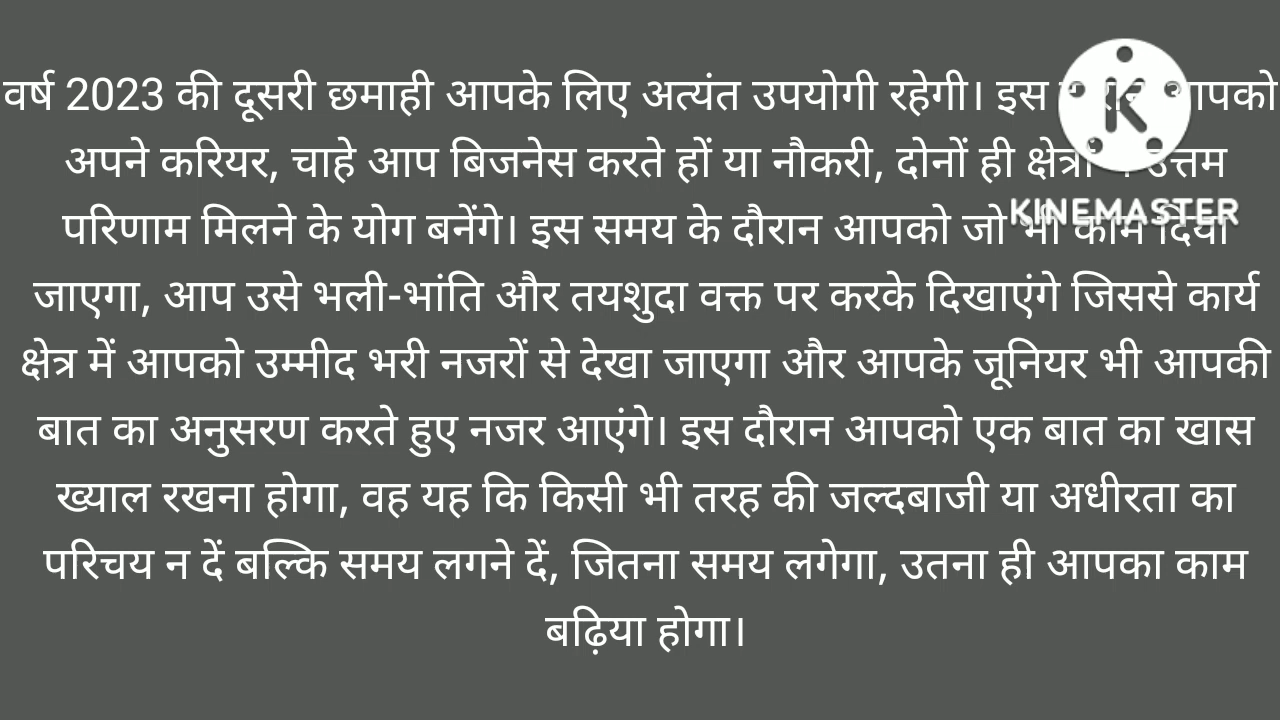 वर्ष 2023 की दूसरी छमाही आपके लिए अत्यंत उपयोगी रहेगी। इस आपको
अपने करियर, चाहे आप बिजनेस करते हों या नौकरी, दोनों ही उत्तम
परिणाम मिलने के योग बनेंगे। इस समय के दौरान आपको जो भी काम दिया
जाएगा, आप उसे भली-भांति और तयशुदा वक्त पर करके दिखाएंगे जिससे कार्य
क्षेत्र में आपको उम्मीद भरी नजरों से देखा जाएगा और आपके जूनियर भी आपकी
बात का अनुसरण करते हुए नजर आएंगे। इस दौरान आपको एक बात का खास
ख्याल रखना होगा, वह यह कि किसी भी तरह की जल्दबाजी या अधीरता का
परिचय न दें बल्कि समय लगने दें, जितना समय लगेगा, उतना ही आपका काम
बढ़िया होगा।
K
KINEMASTER